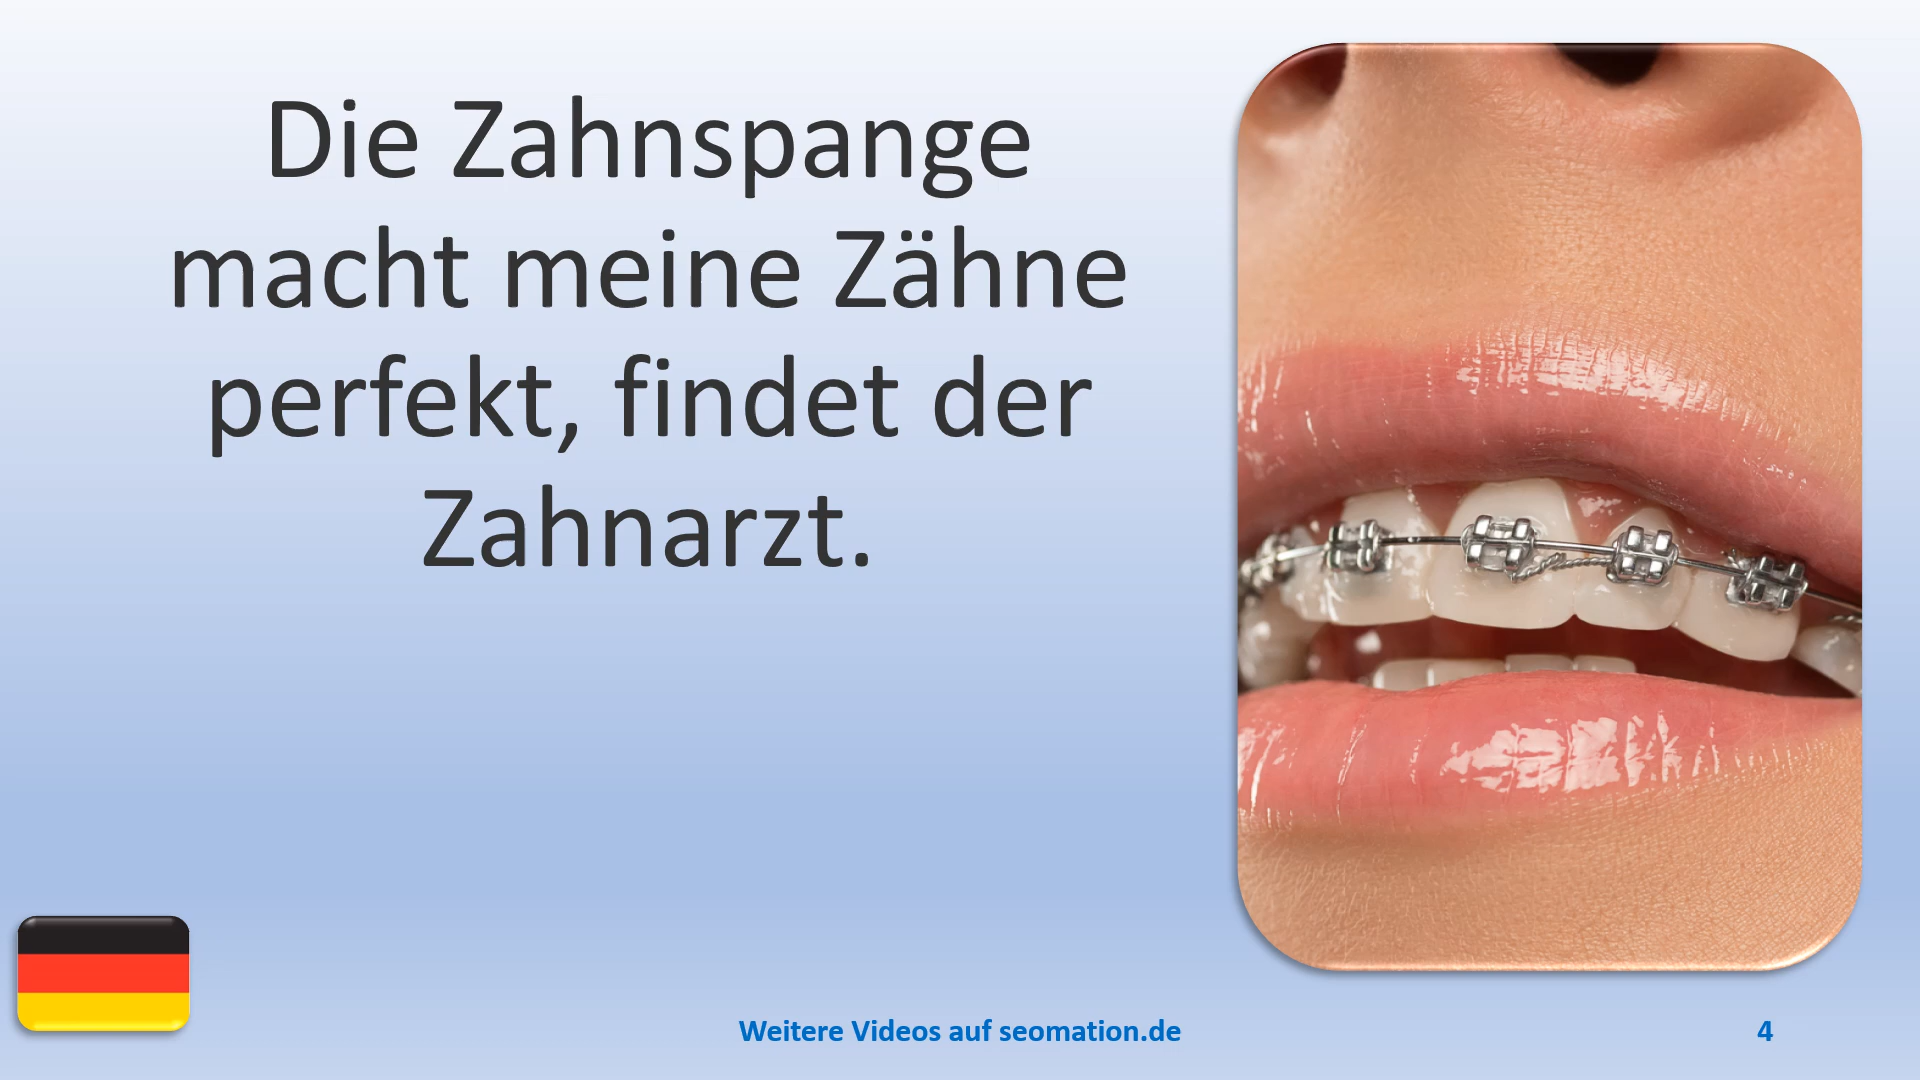 Die Zahnspange
macht meine Zähne
perfekt, findet der
Zahnarzt.
Weitere Videos auf seomation.de
4